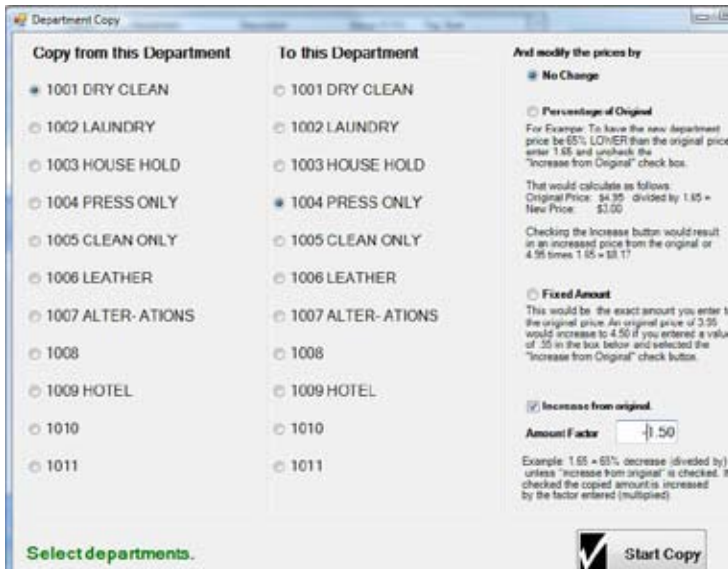 Department Copy
Copy from this Department
1001 DRY CLEAN
1002 LAUNDRY
1003 HOUSE HOLD
1004 PRESS ONLY
1005 CLEAN ONLY
1006 LEATHER
1007 ALTER- ATIONS
1008
1009 HOTEL
1010
1011
To this Department
1001 DRY CLEAN
1002 LAUNDRY
1003 HOUSE HOLD
1004 PRESS ONLY
1005 CLEAN ONLY
1006 LEATHER
1007 ALTER- ATIONS
1008
1009 HOTEL
1010
1011
And modify the prices by
No Change
Percentage of Original
For Exampe: To have the new department
price be 65% LOWER than the original price
enter 1.65 and uncheck the
"Increase from Original" check box.
That would calculate as follows.
Original Price: $4.95 divided by 1.65 =
New Price: $3.00
Checking the Increase button would result
in an increased price from the original or
4.95 times 1.65 = $8.17
Fixed Amount
This would be the exact amount you enter to
the original price. An original price of 3.95
would increase to 4.50 if you entered a value
of .55 in the box below and selected the
"Increase from Original" check button.
Increase from original.
Amount Factor
-1.50
Example: 1.65 = 65% decrease (diveded by)
unless "increase from original" is checked. If
checked the copied amount is increased
by the factor entered (multiplied)
Select departments.
Start Copy